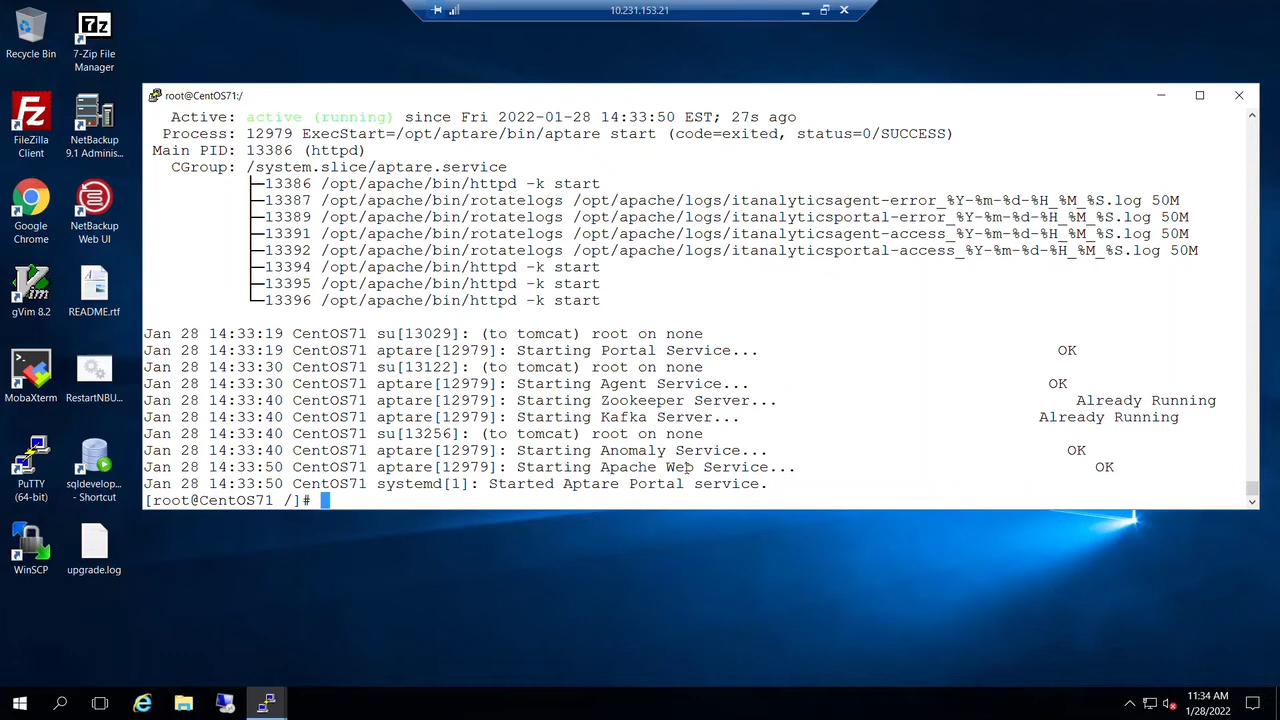 10.231.153.21
Recycle Bin
7-Zip File
Manager
FileZilla
Client
NetBackup
9.1 Adminis...
Google
Chrome
NetBackup
Web UI
gVim 8.2
README.rtf
MobaXterm
RestartNBU...
PuTTY
(64-bit)
sqldevelop...
- Shortcut
WinSCP
upgrade.log
root@CentOS71:/
Active: active (running) since Fri 2022-01-28 14:33:50 EST; 27s ago
Process: 12979 ExecStart=/opt/aptare/bin/aptare start (code=exited, status=0/SUCCESS)
Main PID: 13386 (httpd)
CGroup: /system.slice/aptare.service
├─13386 /opt/apache/bin/httpd -k start
├─13387 /opt/apache/bin/rotatelogs /opt/apache/logs/itanalyticsagent-error_%Y-%m-%d-%H_%M_%S.log 50M
├─13389 /opt/apache/bin/rotatelogs /opt/apache/logs/itanalyticsportal-error_%Y-%m-%d-%H_%M_%S.log 50M
├─13391 /opt/apache/bin/rotatelogs /opt/apache/logs/itanalyticsagent-access_%Y-%m-%d-%H_%M_%S.log 50M
├─13392 /opt/apache/bin/rotatelogs /opt/apache/logs/itanalyticsportal-access_%Y-%m-%d-%H_%M_%S.log 50M
├─13394 /opt/apache/bin/httpd -k start
├─13395 /opt/apache/bin/httpd -k start
└─13396 /opt/apache/bin/httpd -k start
Jan 28 14:33:19 CentOS71 su[13029]: (to tomcat) root on none
Jan 28 14:33:19 CentOS71 aptare[12979]: Starting Portal Service... OK
Jan 28 14:33:30 CentOS71 su[13122]: (to tomcat) root on none
Jan 28 14:33:30 CentOS71 aptare[12979]: Starting Agent Service... OK
Jan 28 14:33:40 CentOS71 aptare[12979]: Starting Zookeeper Server... Already Running
Jan 28 14:33:40 CentOS71 aptare[12979]: Starting Kafka Server... Already Running
Jan 28 14:33:40 CentOS71 su[13256]: (to tomcat) root on none
Jan 28 14:33:40 CentOS71 aptare[12979]: Starting Anomaly Service... OK
Jan 28 14:33:50 CentOS71 aptare[12979]: Starting Apache Web Service... OK
Jan 28 14:33:50 CentOS71 systemd[1]: Started Aptare Portal service.
[root@CentOS71 /]#
11:34 AM
1/28/2022